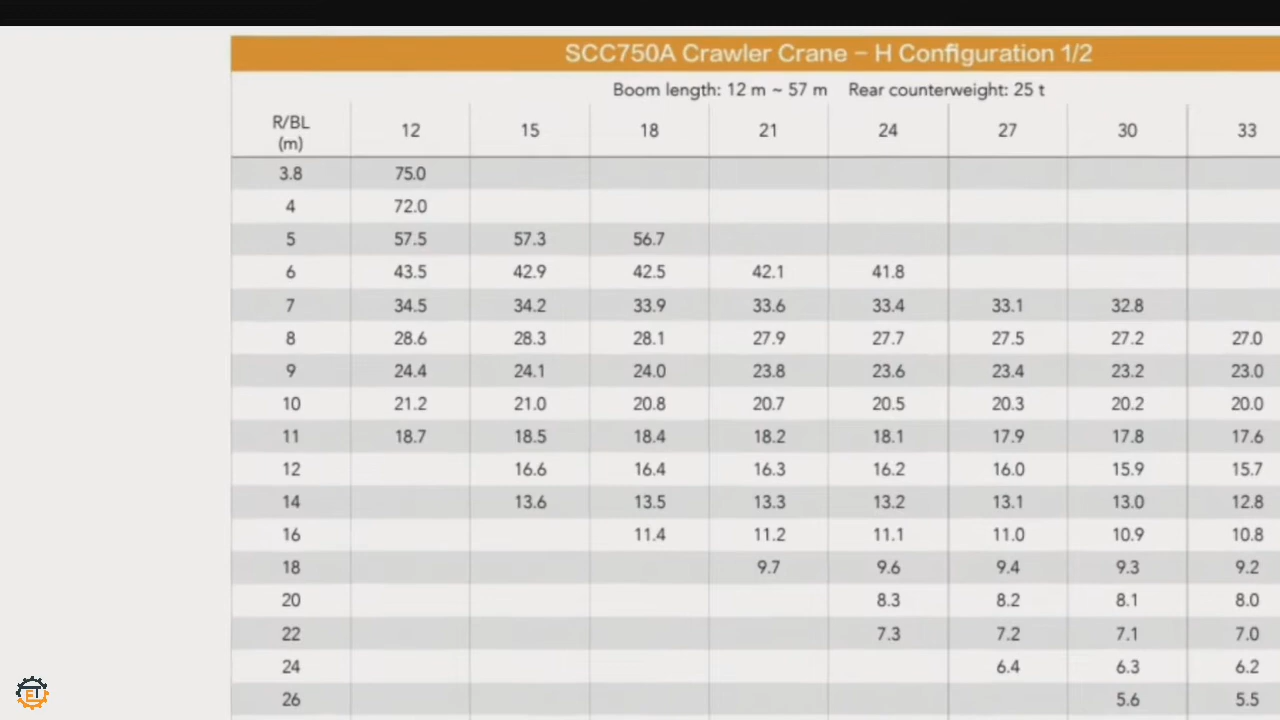 SCC750A Crawler Crane – H Configuration 1/2
Boom length: 12 m ~ 57 m Rear counterweight: 25 t
R/BL (m) 12 15 18 21 24 27 30 33
3.8 75.0
4 72.0
5 57.5 57.3 56.7
6 43.5 42.9 42.5 42.1 41.8
7 34.5 34.2 33.9 33.6 33.4 33.1 32.8
8 28.6 28.3 28.1 27.9 27.7 27.5 27.2 27.0
9 24.4 24.1 24.0 23.8 23.6 23.4 23.2 23.0
10 21.2 21.0 20.8 20.7 20.5 20.3 20.2 20.0
11 18.7 18.5 18.4 18.2 18.1 17.9 17.8 17.6
12 16.6 16.4 16.3 16.2 16.0 15.9 15.7
14 13.6 13.5 13.3 13.2 13.1 13.0 12.8
16 11.4 11.2 11.1 11.0 10.9 10.8
18 9.7 9.6 9.4 9.3 9.2
20 8.3 8.2 8.1 8.0
22 7.3 7.2 7.1 7.0
24 6.4 6.3 6.2
26 5.6 5.5
ET